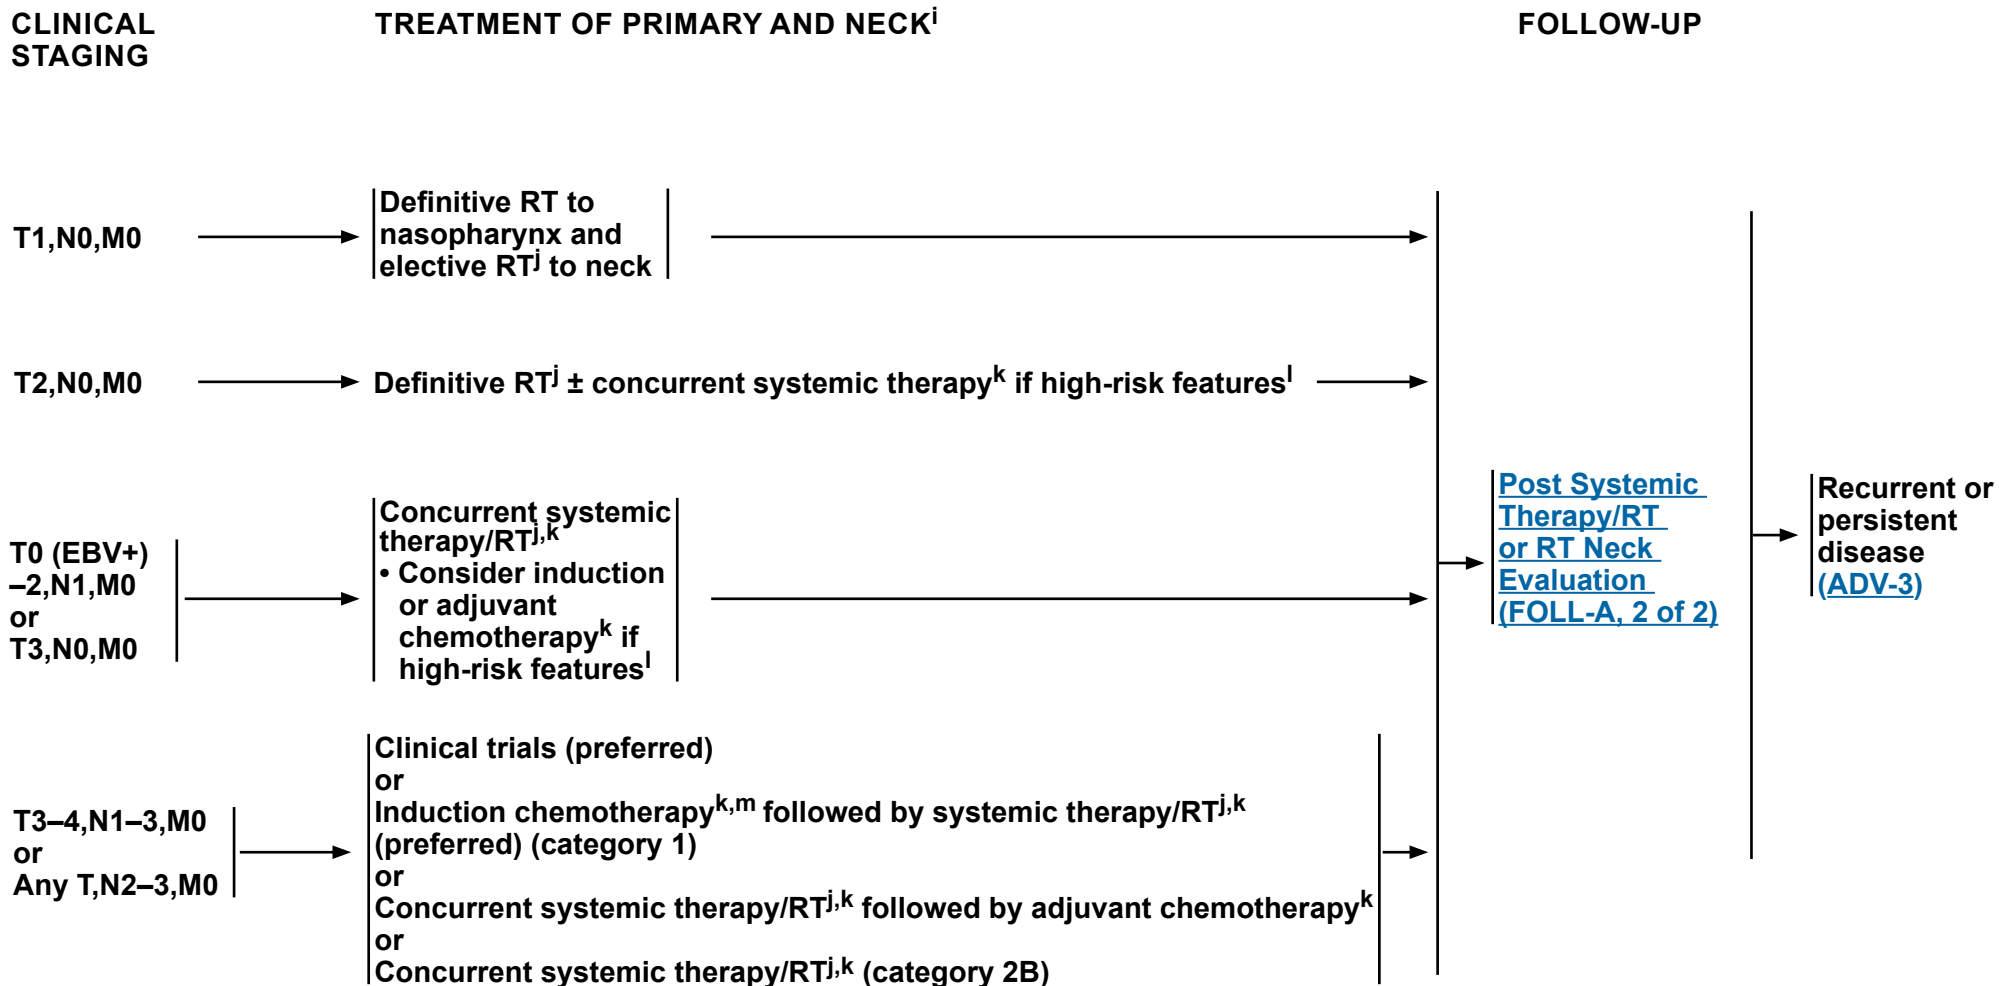 CLINICAL
STAGING
TREATMENT OF PRIMARY AND NECKⁱ
FOLLOW-UP
T1,N0,M0
Definitive RT to
nasopharynx and
elective RTʲ to neck
T2,N0,M0
Definitive RTʲ ± concurrent systemic therapyᵏ if high-risk featuresˡ
T0 (EBV+)
–2,N1,M0
or
T3,N0,M0
Concurrent systemic
therapy/RTʲ,ᵏ
• Consider induction
or adjuvant
chemotherapyᵏ if
high-risk featuresˡ
T3–4,N1–3,M0
or
Any T,N2–3,M0
Clinical trials (preferred)
or
Induction chemotherapyᵏ,ᵐ followed by systemic therapy/RTʲ,ᵏ
(preferred) (category 1)
or
Concurrent systemic therapy/RTʲ,ᵏ followed by adjuvant chemotherapyᵏ
or
Concurrent systemic therapy/RTʲ,ᵏ (category 2B)
Post Systemic
Therapy/RT
or RT Neck
Evaluation
(FOLL-A, 2 of 2)
Recurrent or
persistent
disease
(ADV-3)